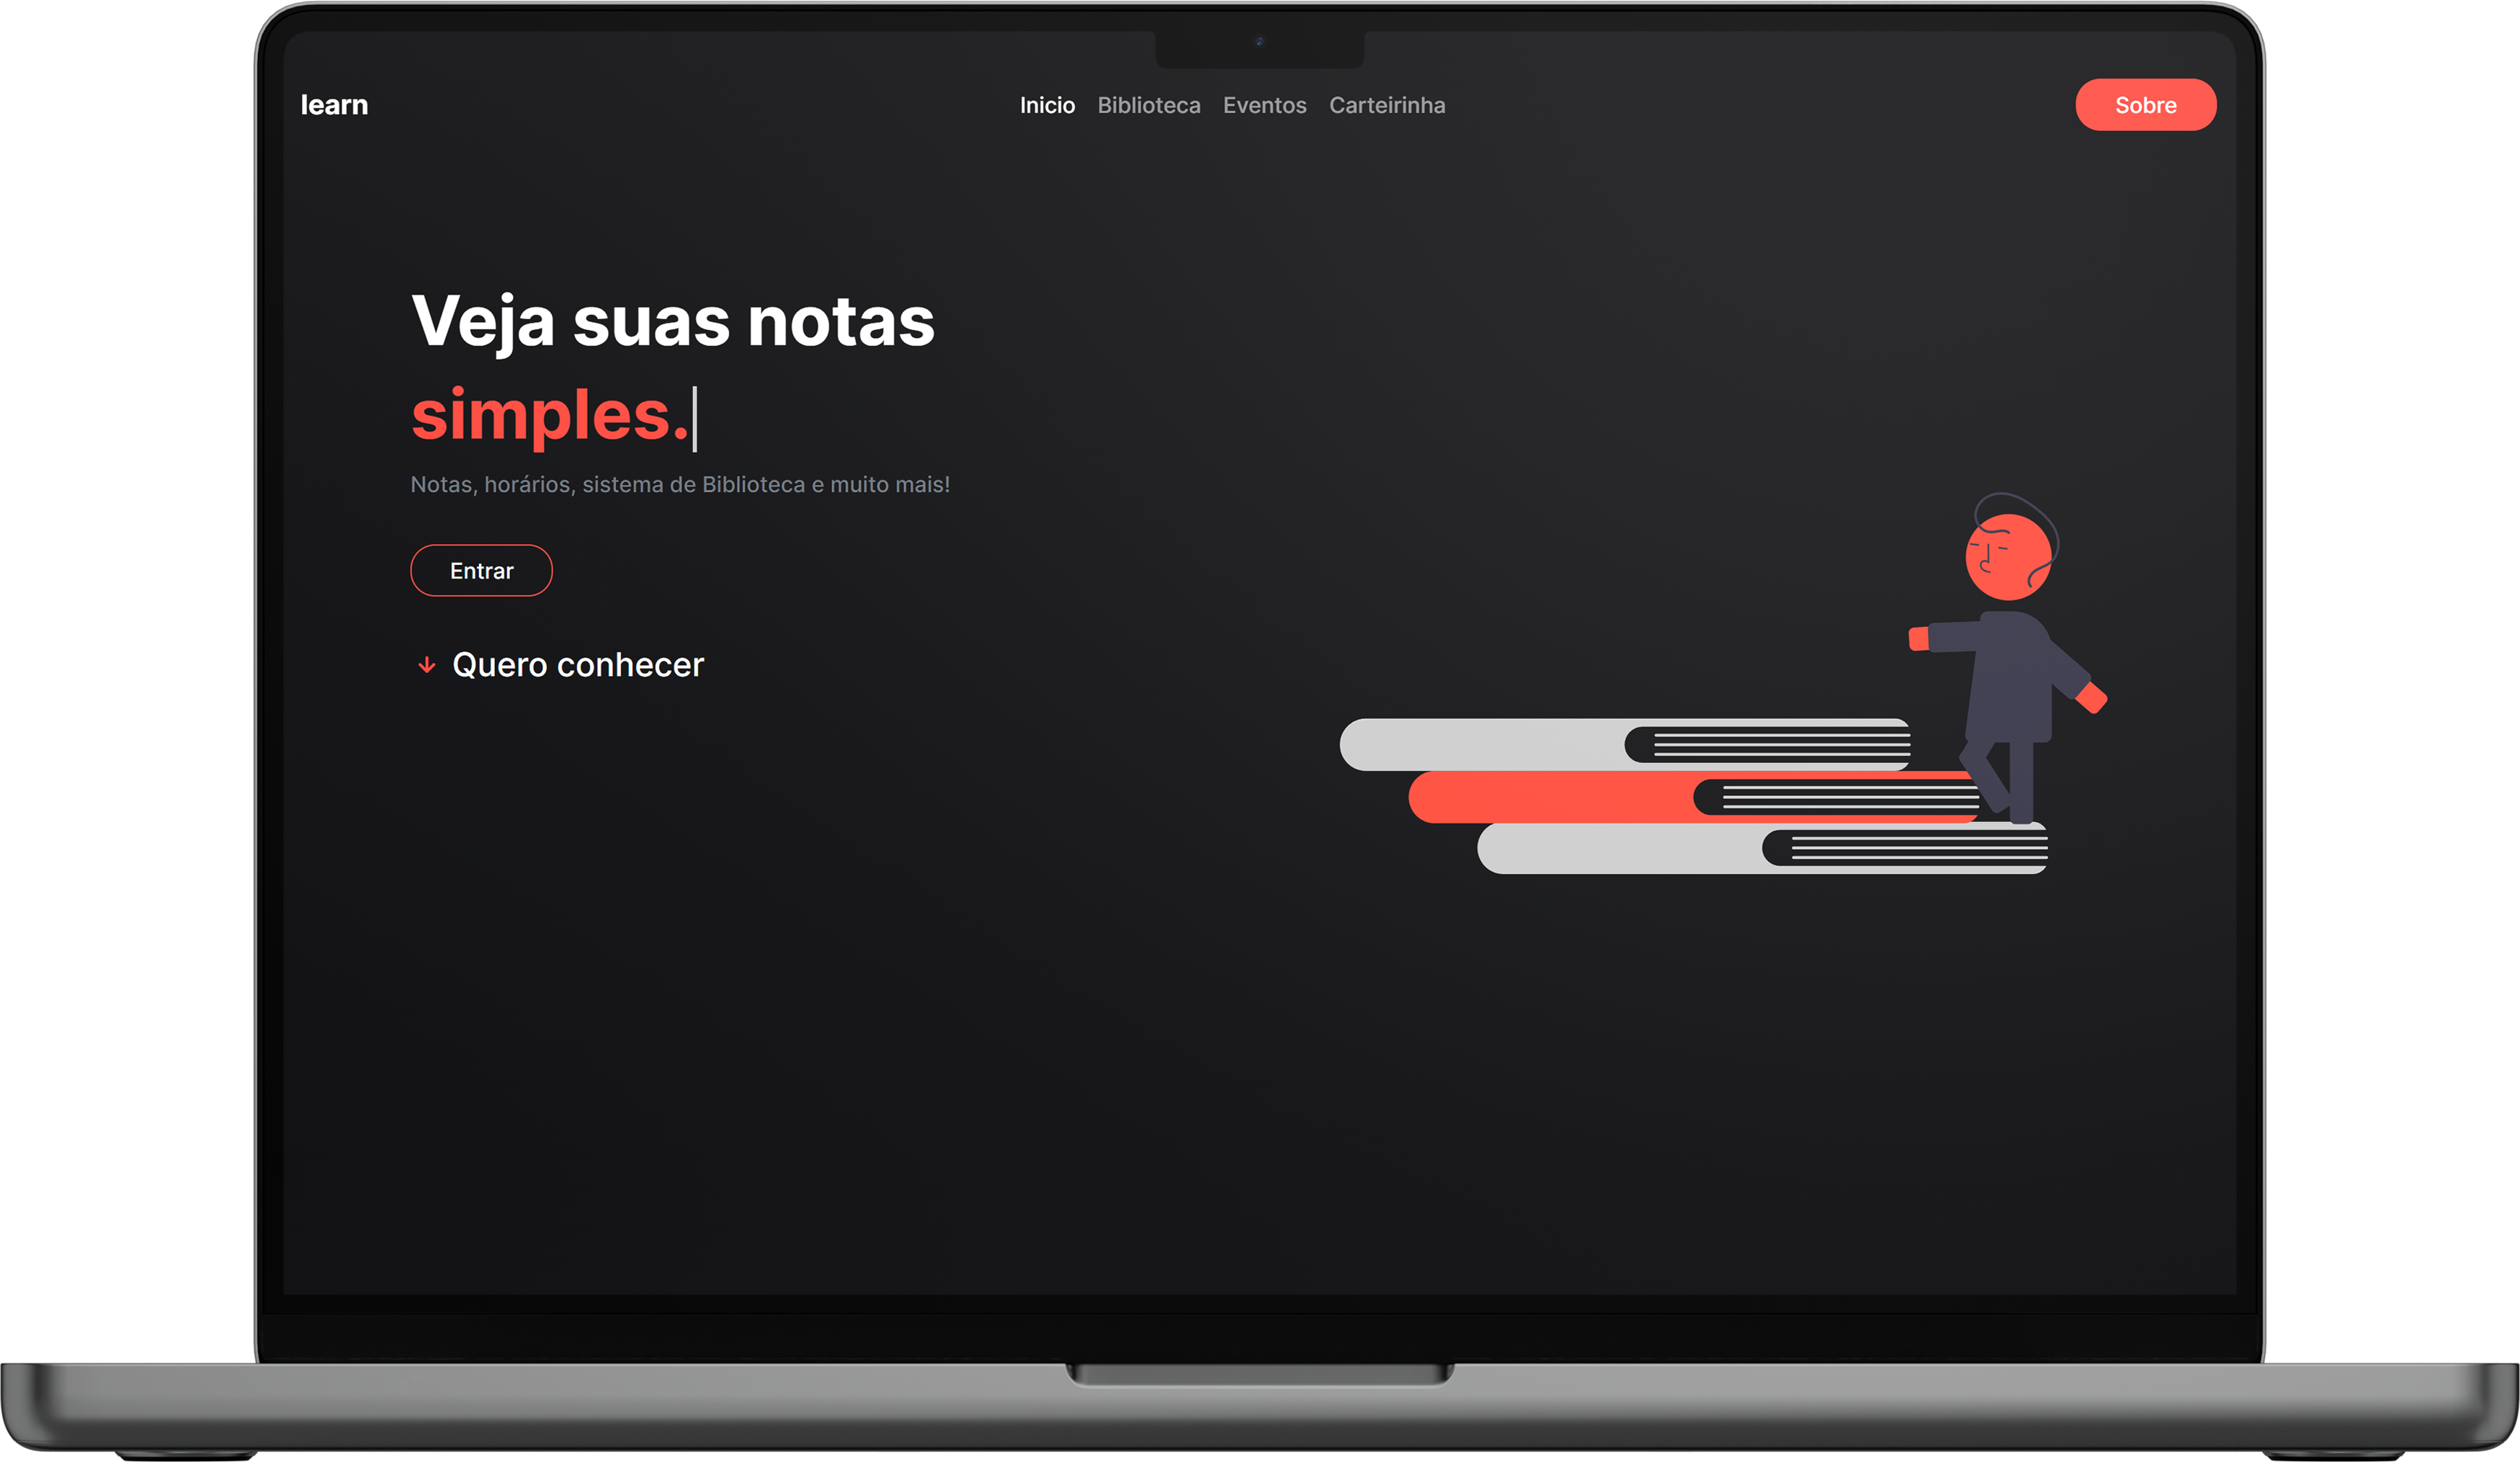 learn
Inicio Biblioteca Eventos Carteirinha
Sobre
Veja suas notas
simples.
Notas, horários, sistema de Biblioteca e muito mais!
Entrar
Quero conhecer